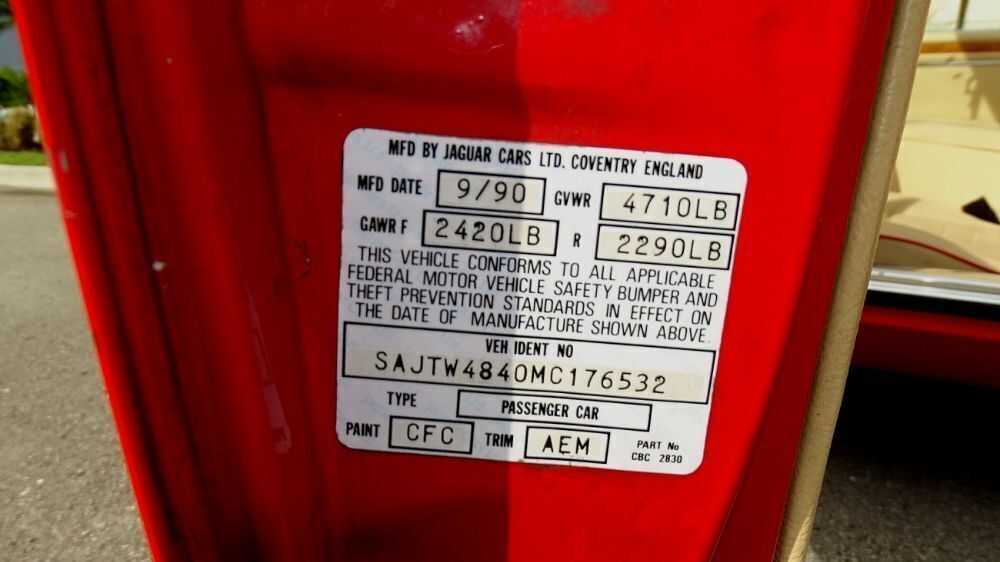 MFD BY JAGUAR CARS LTD. COVENTRY ENGLAND
MFD DATE 9/90 GVWR 4710LB
GAWR F 2420LB R 2290LB
THIS VEHICLE CONFORMS TO ALL APPLICABLE
FEDERAL MOTOR VEHICLE SAFETY BUMPER AND
THEFT PREVENTION STANDARDS IN EFFECT ON
THE DATE OF MANUFACTURE SHOWN ABOVE.
VEH IDENT NO
SAJTW4840MC176532
TYPE PASSENGER CAR
PAINT CFC TRIM AEM
PART No
CBC 2830